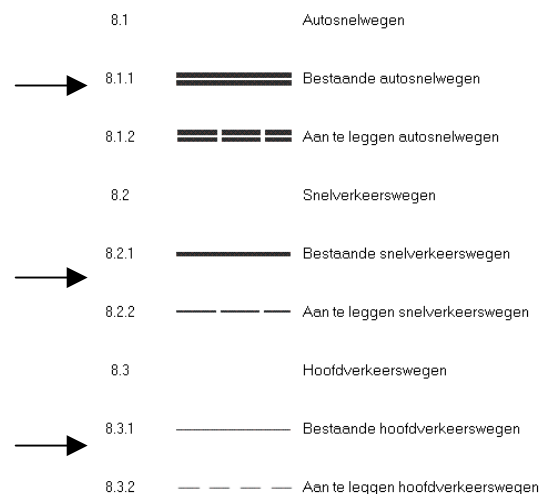 8.1 Autosnelwegen
8.1.1 Bestaande autosnelwegen
8.1.2 Aan te leggen autosnelwegen
8.2 Snelverkeerswegen
8.2.1 Bestaande snelverkeerswegen
8.2.2 Aan te leggen snelverkeerswegen
8.3 Hoofdverkeerswegen
8.3.1 Bestaande hoofdverkeerswegen
8.3.2 Aan te leggen hoofdverkeerswegen